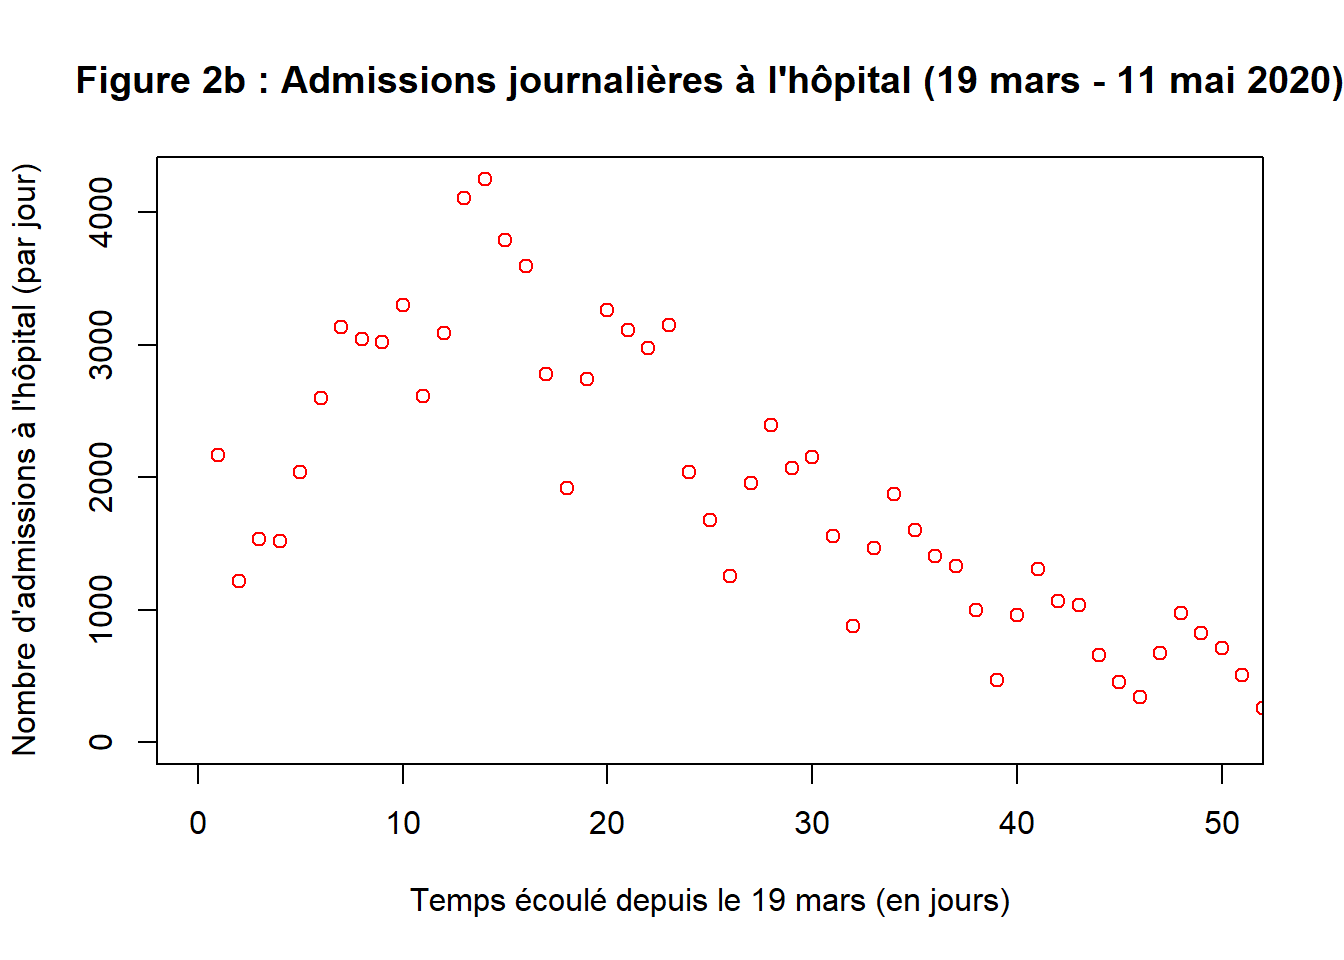 Figure 2b : Admissions journalières à l'hôpital (19 mars - 11 mai 2020)
Nombre d'admissions à l'hôpital (par jour)
4000
3000
2000
1000
0
0 10 20 30 40 50
Temps écoulé depuis le 19 mars (en jours)